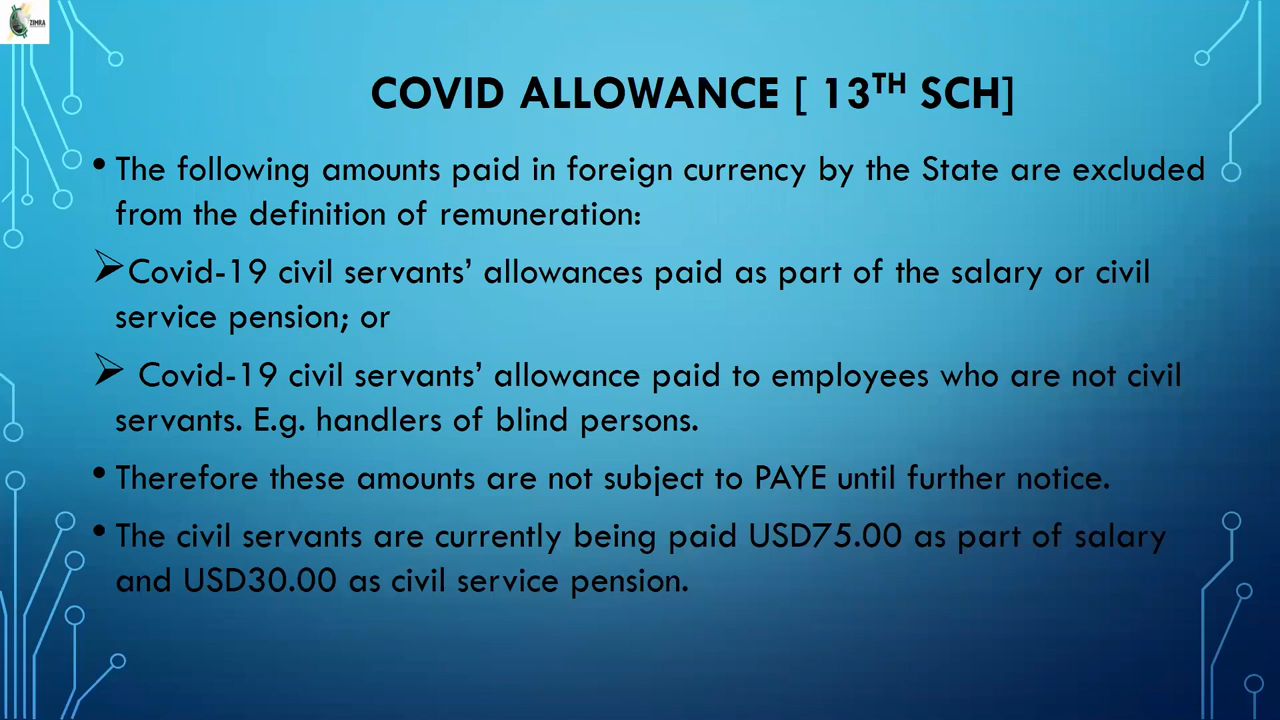 ZIMRA
COVID ALLOWANCE [ 13TH SCH]
• The following amounts paid in foreign currency by the State are excluded
from the definition of remuneration:
➢Covid-19 civil servants’ allowances paid as part of the salary or civil
service pension; or
➢ Covid-19 civil servants’ allowance paid to employees who are not civil
servants. E.g. handlers of blind persons.
• Therefore these amounts are not subject to PAYE until further notice.
• The civil servants are currently being paid USD75.00 as part of salary
and USD30.00 as civil service pension.